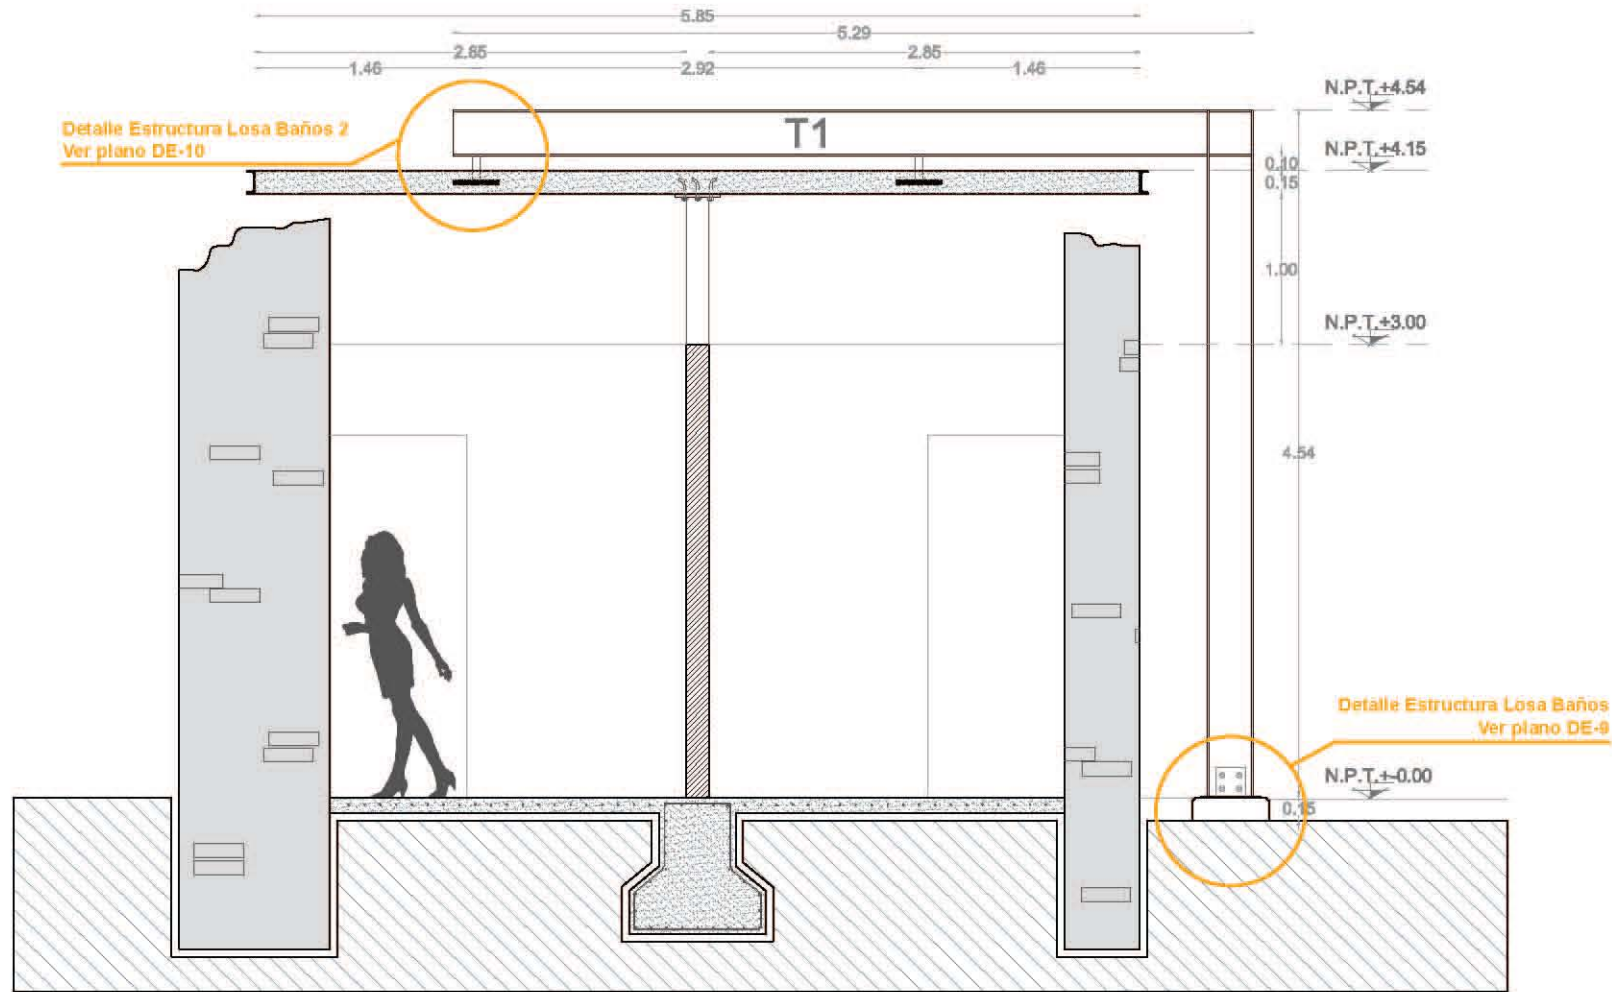 5.85
5.29
2.85 2.85
1.46 2.92 1.46
N.P.T.+4.54
Detalle Estructura Losa Baños 2
Ver plano DE-10
T1
N.P.T.+4.15
0.10
0.15
1.00
N.P.T.+3.00
4.54
Detalle Estructura Losa Baños
Ver plano DE-9
N.P.T.+-0.00
0.15